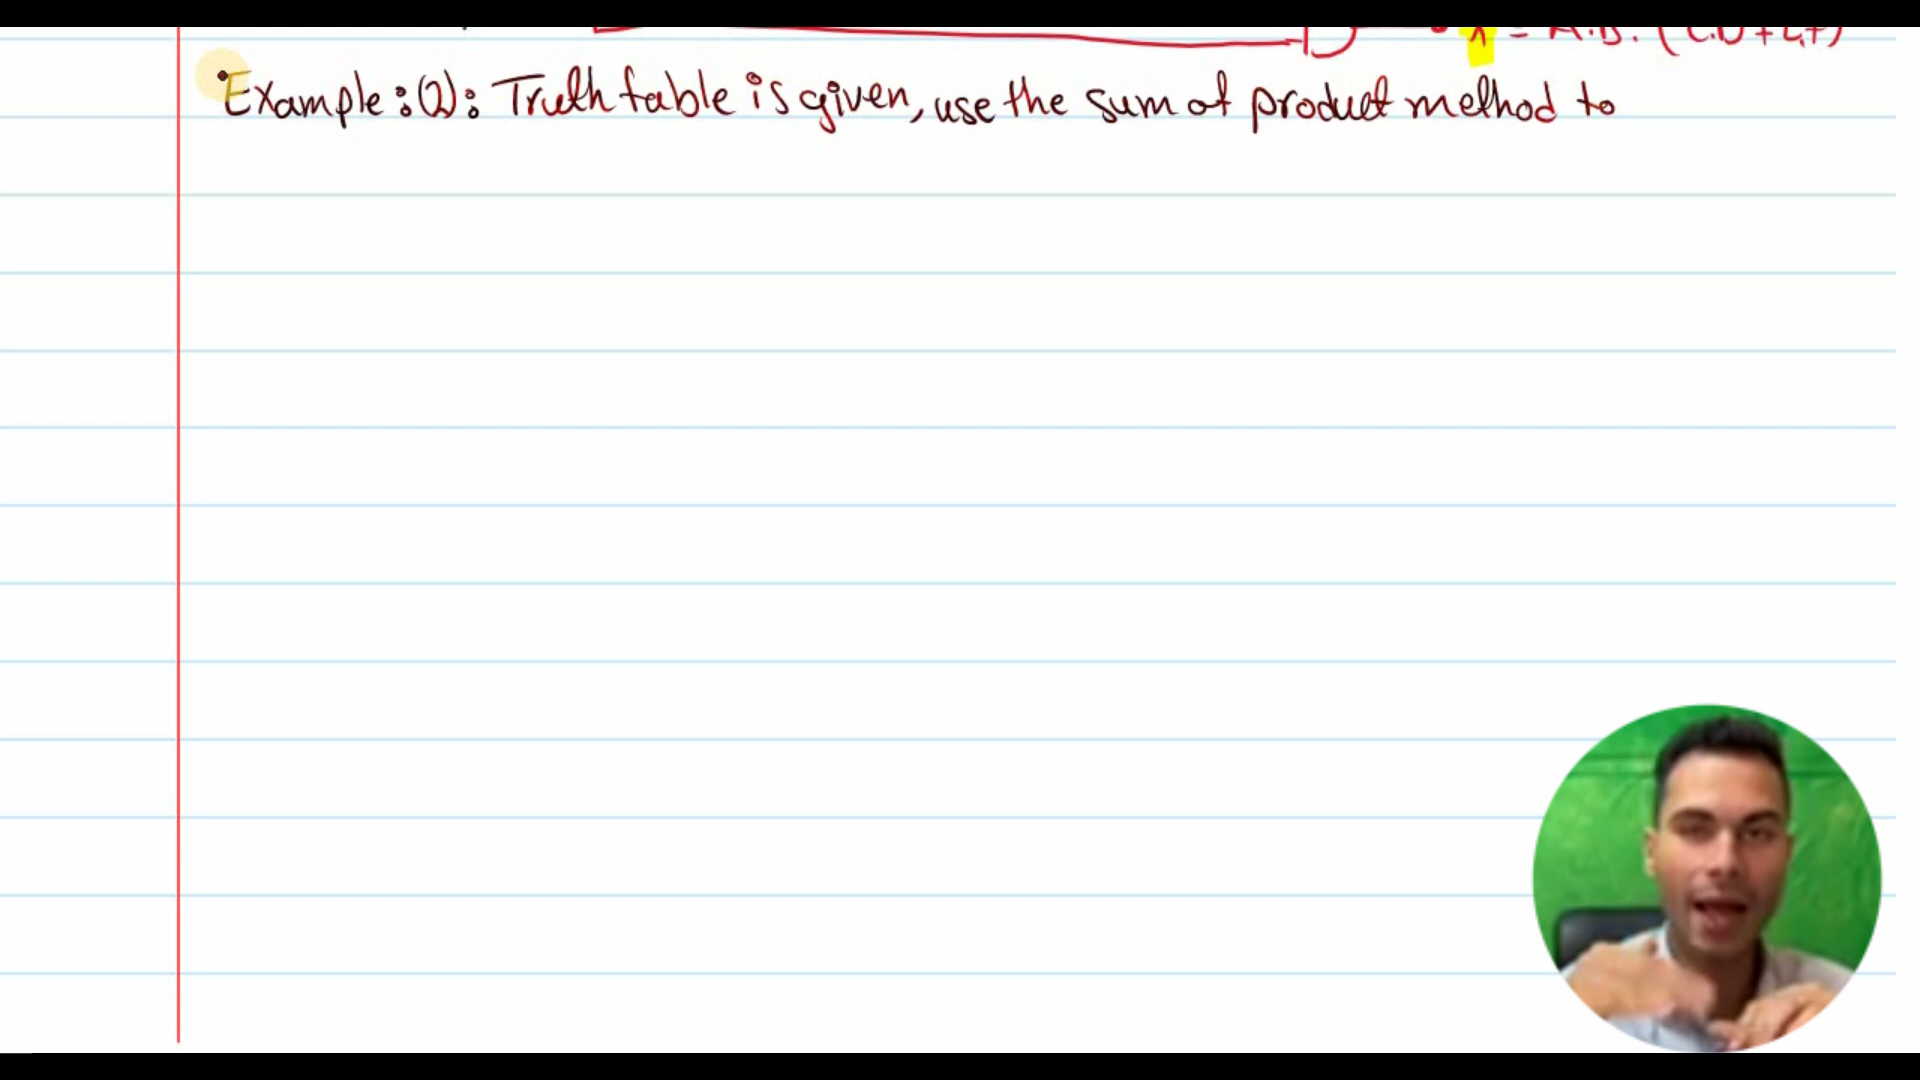 Example:(2): Truth table is given, use the sum of product method to